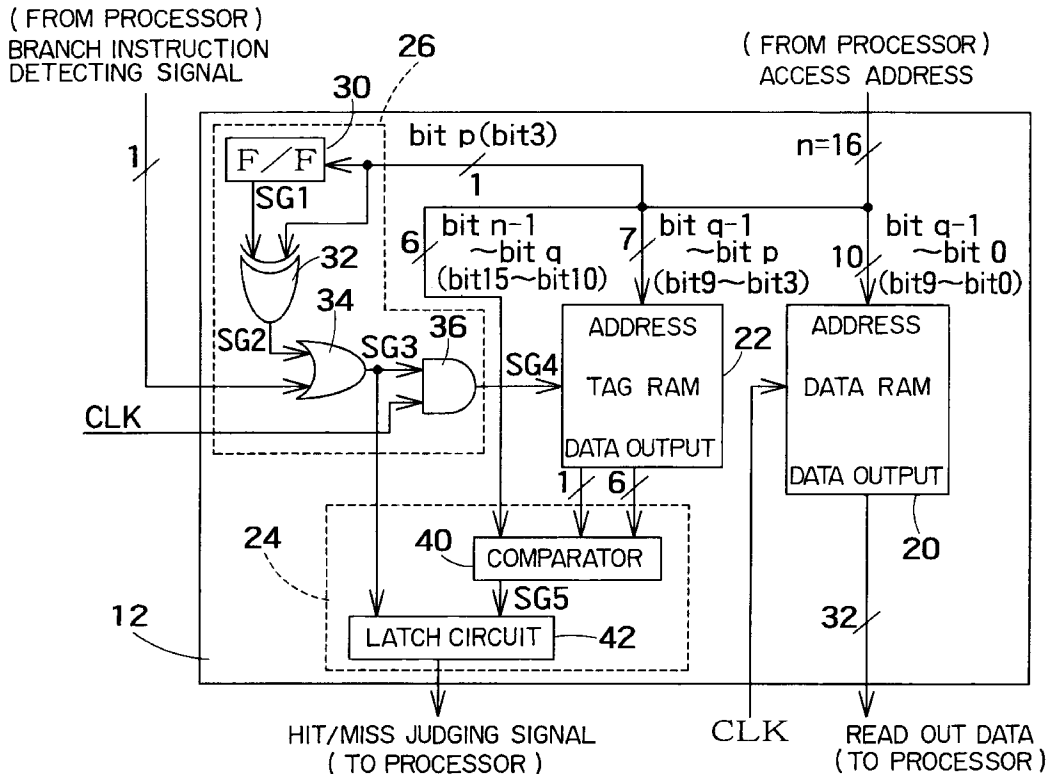 ( FROM PROCESSOR )
BRANCH INSTRUCTION
DETECTING SIGNAL
26
( FROM PROCESSOR )
ACCESS ADDRESS
30
1
F/F
bit p(bit3)
1
n=16
SG1
6
bit n-1
~bit q
(bit15~bit10)
7
bit q-1
~bit p
(bit9~bit3)
10
bit q-1
~bit 0
(bit9~bit0)
32
34
SG2
SG3
36
SG4
ADDRESS
TAG RAM
DATA OUTPUT
22
ADDRESS
DATA RAM
DATA OUTPUT
CLK
1
6
24
40
COMPARATOR
20
SG5
12
LATCH CIRCUIT
42
32
HIT/MISS JUDGING SIGNAL
( TO PROCESSOR )
CLK
READ OUT DATA
(TO PROCESSOR)